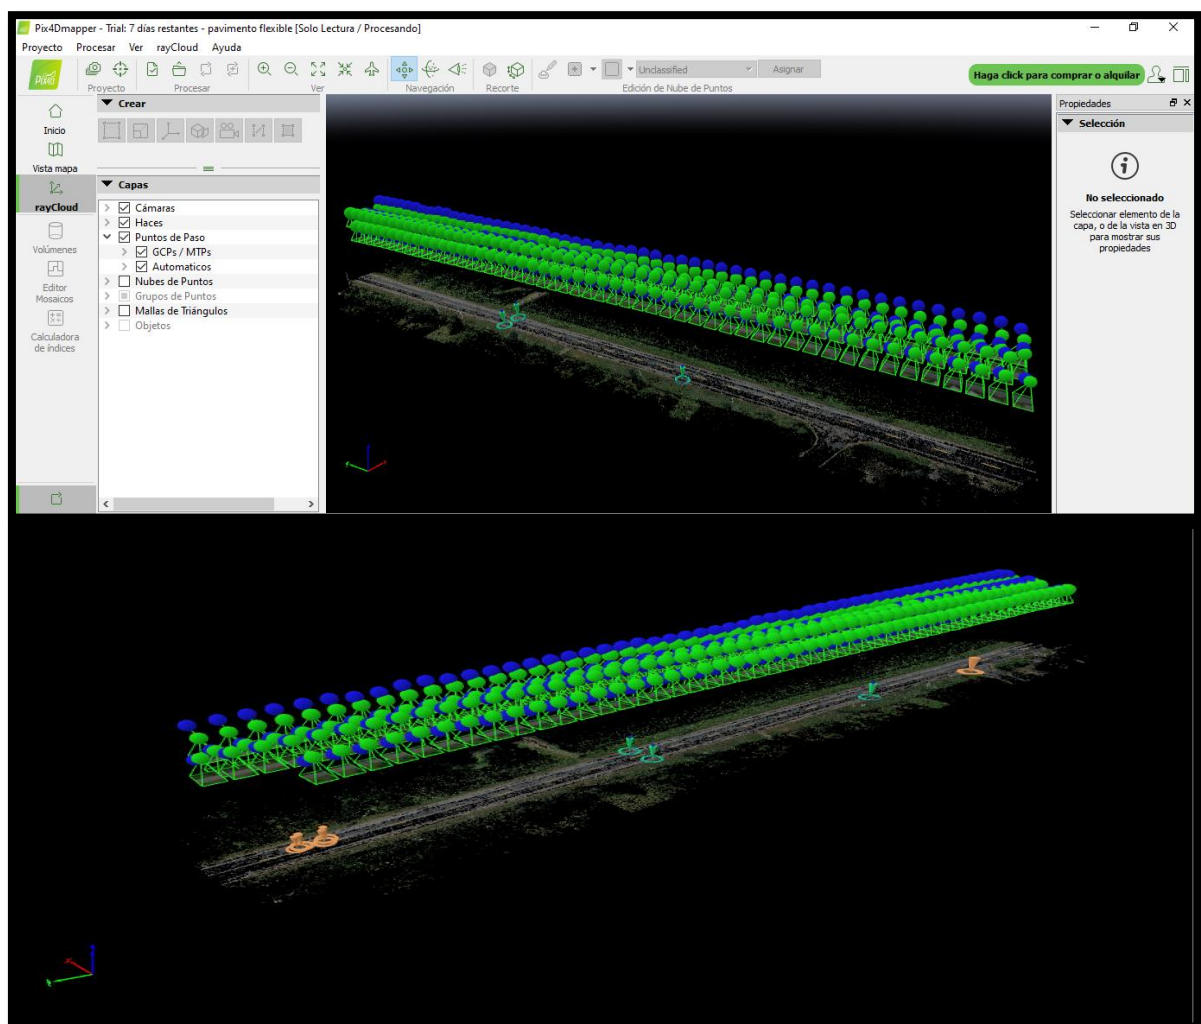 Pix4Dmapper - Trial: 7 días restantes - pavimento flexible [Solo Lectura / Procesando]
Proyecto Procesar Ver rayCloud Ayuda
Unclassified Asignar
Proyecto Procesar Ver Navegación Recorte Edición de Nube de Puntos
Haga click para comprar o alquilar
Inicio
Vista mapa
rayCloud
Volúmenes
Editor
Mosaicos
Calculadora
de índices
Crear
Capas
Cámaras
Haces
Puntos de Paso
GCPs / MTPs
Automaticos
Nubes de Puntos
Grupos de Puntos
Mallas de Triángulos
Objetos
Propiedades
Selección
No seleccionado
Seleccionar elemento de la
capa, o de la vista en 3D
para mostrar sus
propiedades